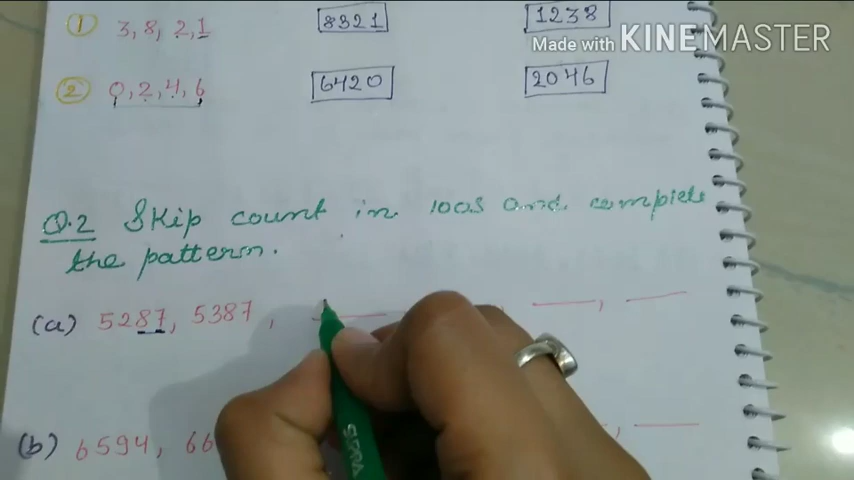 ① 3, 8, 2, 1 8321 1238
Made with KINEMASTER
② 0, 2, 4, 6 6420 2046
Q.2 Skip count in 100s and complete
the pattern.
(a) 5287, 5387,
(b) 6594, 66
SUPRA